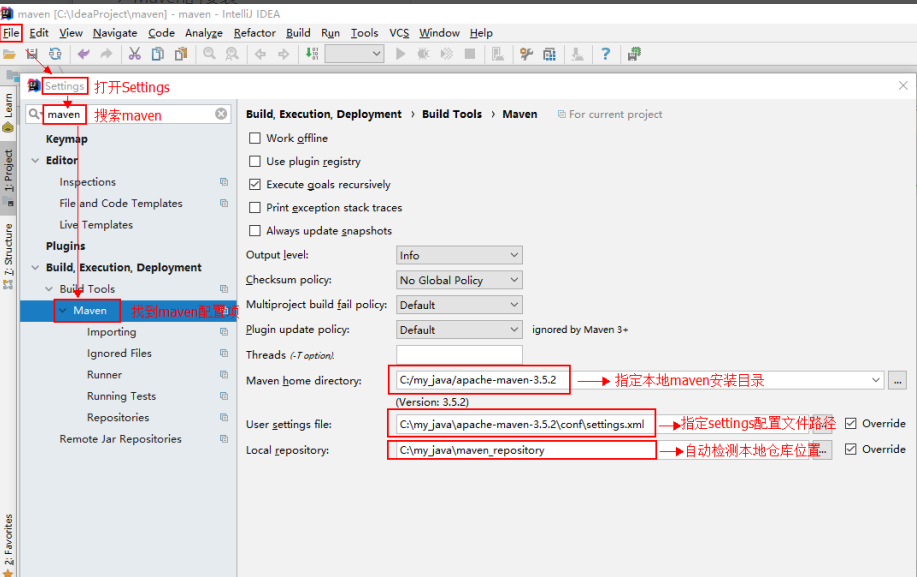 maven [C:\IdeaProject\maven] - maven - IntelliJ IDEA
File Edit View Navigate Code Analyze Refactor Build Run Tools VCS Window Help
Settings 打开Settings
maven 搜索maven
Keymap
Editor
Inspections
File and Code Templates
Live Templates
Plugins
Build, Execution, Deployment
Build Tools
Maven 找到maven配置项
Importing
Ignored Files
Runner
Running Tests
Repositories
Remote Jar Repositories
Build, Execution, Deployment › Build Tools › Maven For current project
Work offline
Use plugin registry
Execute goals recursively
Print exception stack traces
Always update snapshots
Output level: Info
Checksum policy: No Global Policy
Multiproject build fail policy: Default
Plugin update policy: Default ignored by Maven 3+
Threads (-T option):
Maven home directory: C:/my_java/apache-maven-3.5.2 指定本地maven安装目录 ...
(Version: 3.5.2)
User settings file: C:\my_java\apache-maven-3.5.2\conf\settings.xml 指定settings配置文件路径 Override
Local repository: C:\my_java\maven_repository 自动检测本地仓库位置 ... Override
Learn
1: Project
7: Structure
2: Favorites